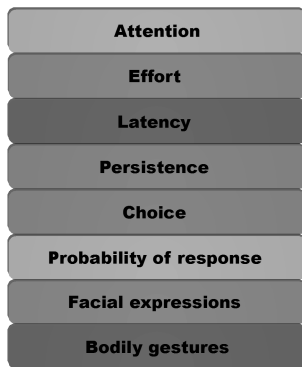 Attention
Effort
Latency
Persistence
Choice
Probability of response
Facial expressions
Bodily gestures